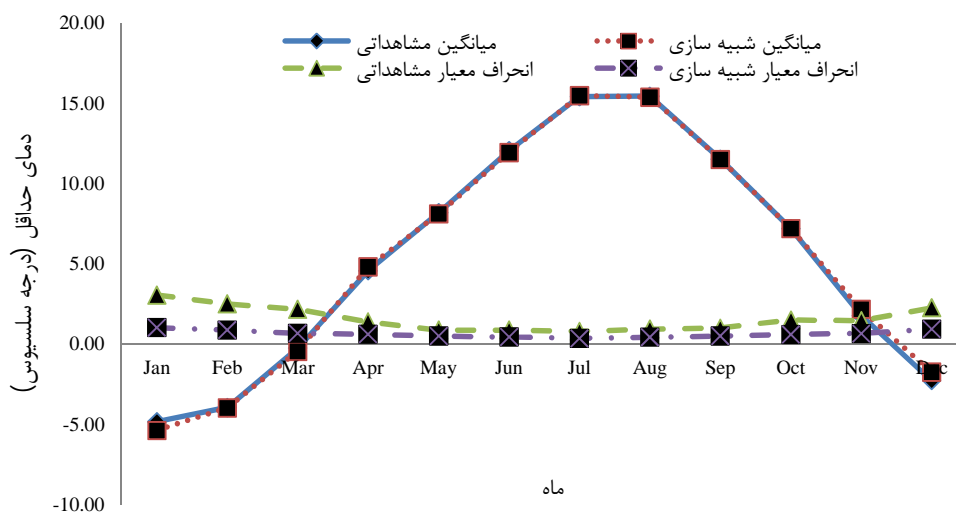 میانگین مشاهداتی
میانگین شبیه سازی
انحراف معیار مشاهداتی
انحراف معیار شبیه سازی
دمای حداقل (درجه سلسیوس)
20.00
15.00
10.00
5.00
0.00
-5.00
-10.00
Jan Feb Mar Apr May Jun Jul Aug Sep Oct Nov Dec
ماه